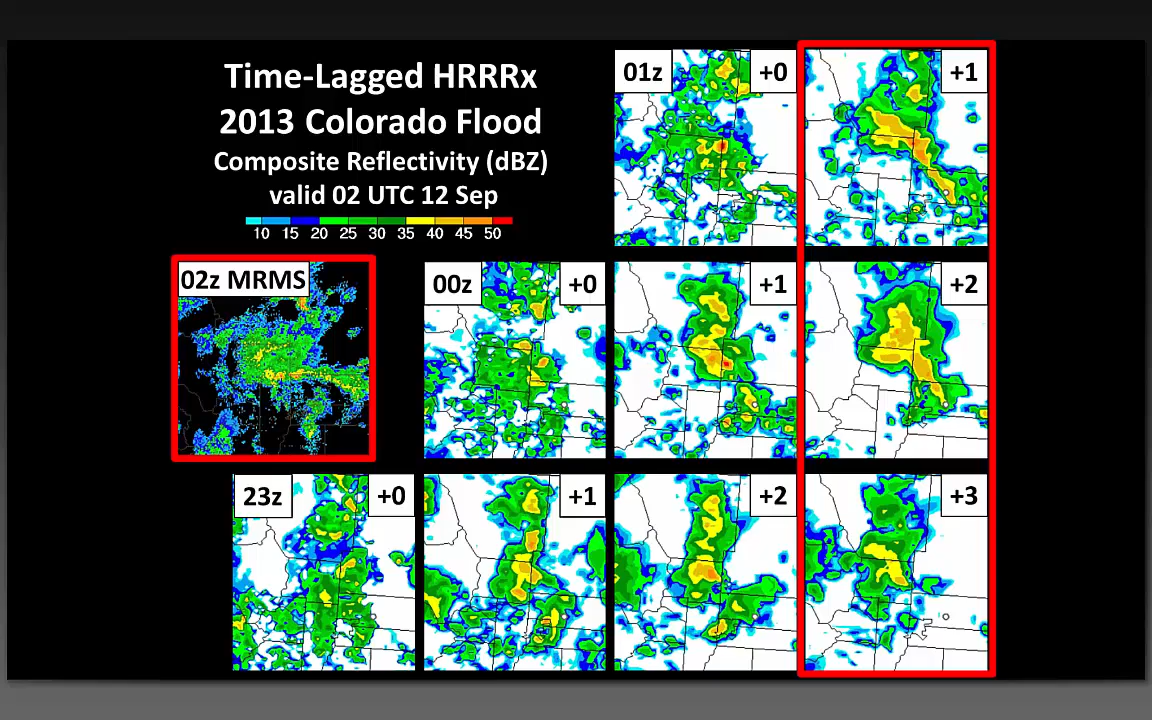 Time-Lagged HRRRx
2013 Colorado Flood
Composite Reflectivity (dBZ)
valid 02 UTC 12 Sep
10 15 20 25 30 35 40 45 50
01z +0 +1
02z MRMS 00z +0 +1 +2
23z +0 +1 +2 +3